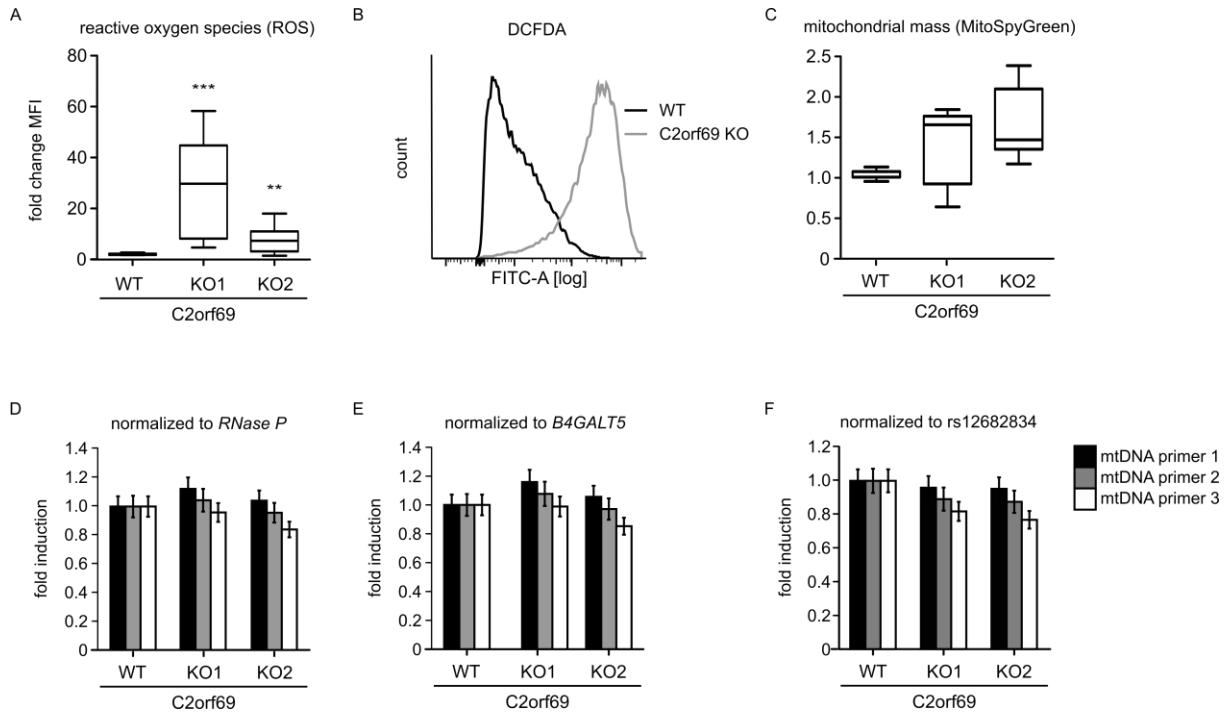 A
reactive oxygen species (ROS)
fold change MFI
80
60
40
20
0
***
**
WT
KO1
KO2
C2orf69
B
DCFDA
count
WT
C2orf69 KO
FITC-A [log]
C
mitochondrial mass (MitoSpyGreen)
2.5
2.0
1.5
1.0
0.5
0
WT
KO1
KO2
C2orf69
D
normalized to RNase P
fold induction
1.4
1.2
1.0
0.8
0.6
0.4
0.2
0
WT
KO1
KO2
C2orf69
E
normalized to B4GALT5
fold induction
1.4
1.2
1.0
0.8
0.6
0.4
0.2
0
WT
KO1
KO2
C2orf69
F
normalized to rs12682834
fold induction
1.2
1.0
0.8
0.6
0.4
0.2
0
WT
KO1
KO2
C2orf69
mtDNA primer 1
mtDNA primer 2
mtDNA primer 3